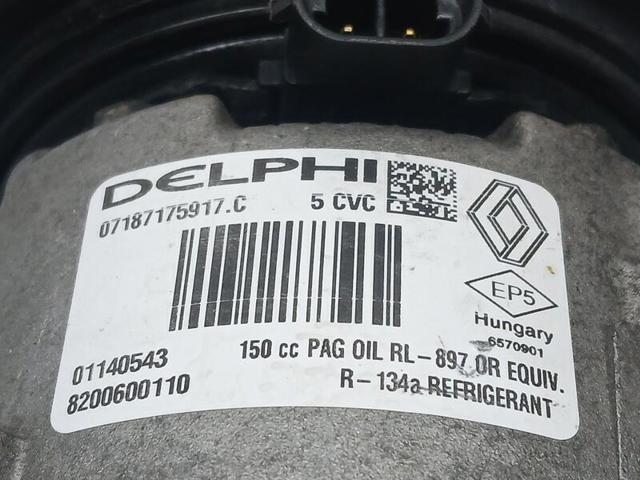 DELPHI
07187175917.C 5 CVC
EP5
Hungary
6570901
01140543
8200600110
150 cc PAG OIL RL-897 OR EQUIV.
R-134a REFRIGERANT